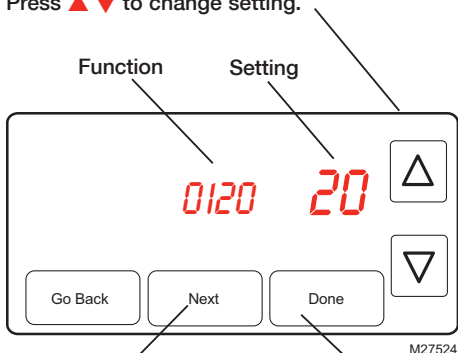 Press ▲ ▼ to change setting.
Function Setting
0120 20
Go Back Next Done
M27524